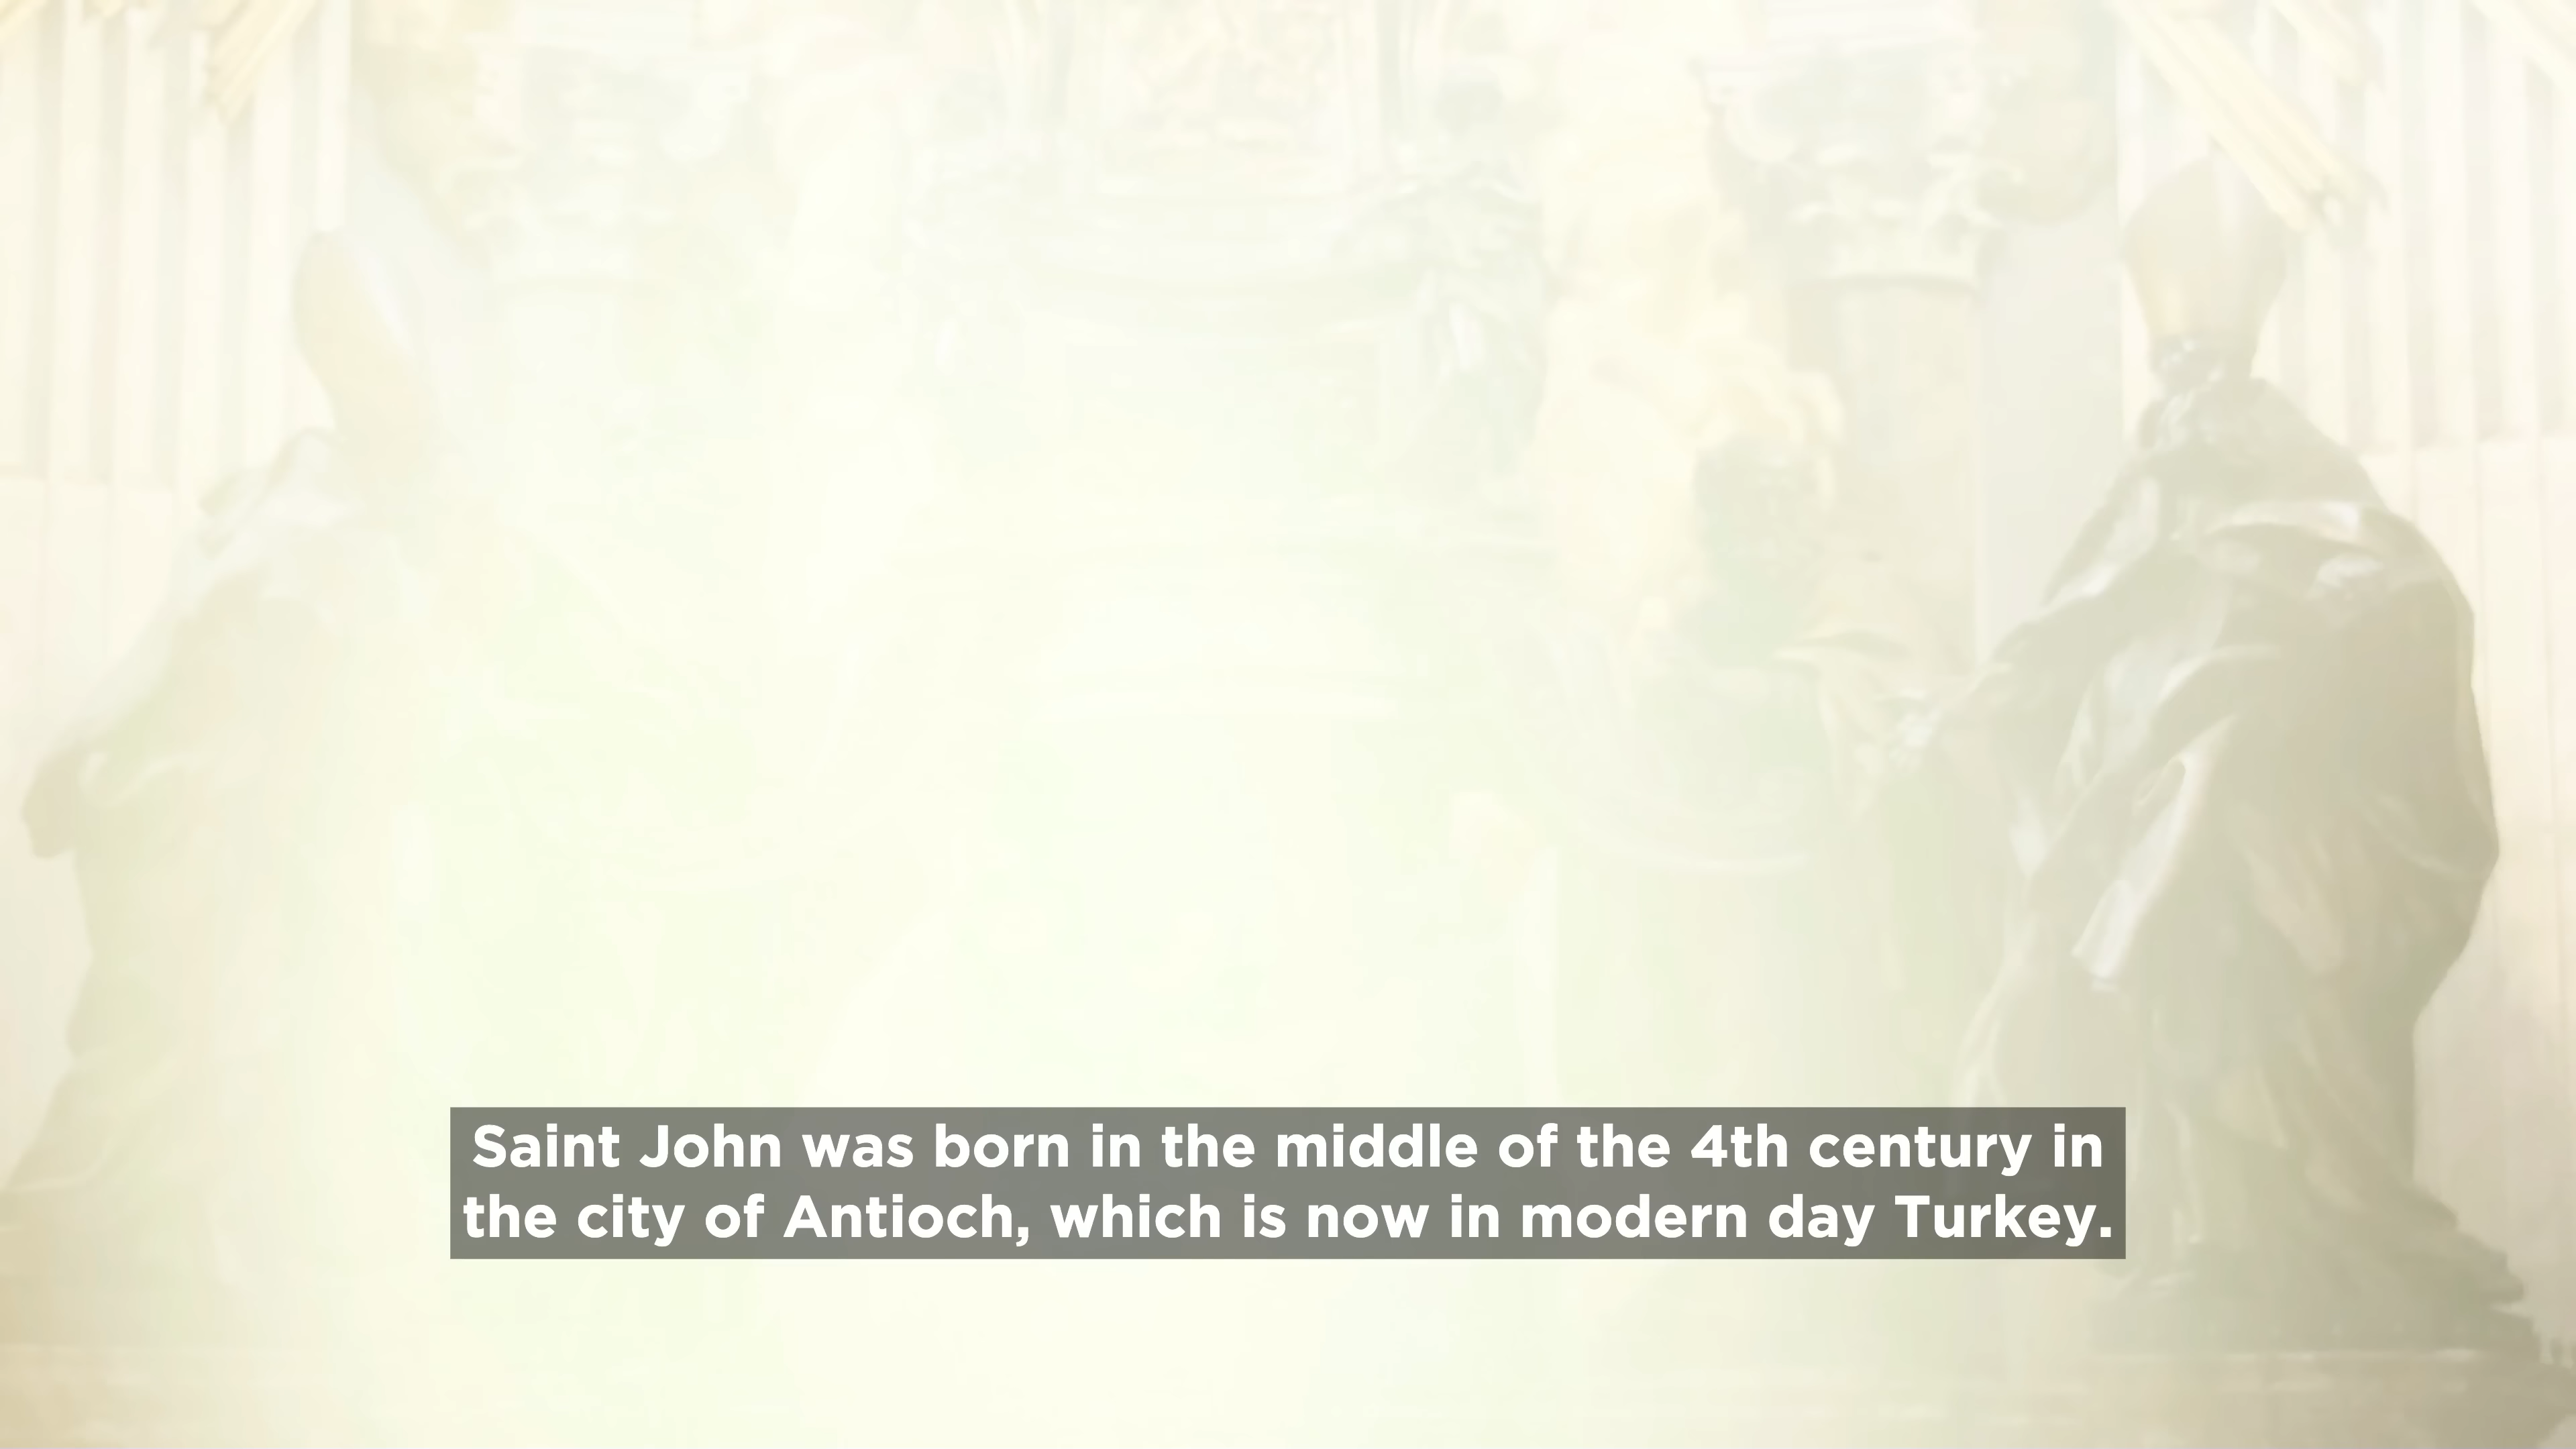 Saint John was born in the middle of the 4th century in
the city of Antioch, which is now in modern day Turkey.